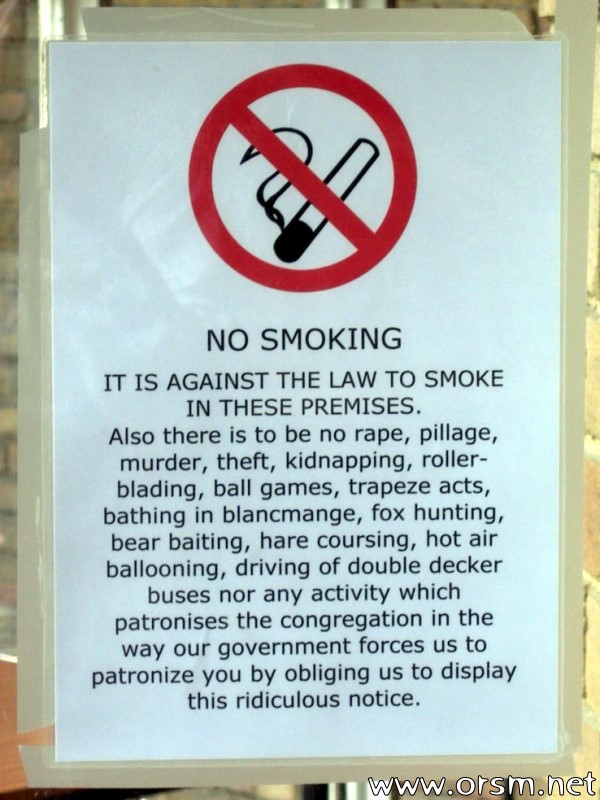 NO SMOKING
IT IS AGAINST THE LAW TO SMOKE
IN THESE PREMISES.
Also there is to be no rape, pillage,
murder, theft, kidnapping, roller-
blading, ball games, trapeze acts,
bathing in blancmange, fox hunting,
bear baiting, hare coursing, hot air
ballooning, driving of double decker
buses nor any activity which
patronises the congregation in the
way our government forces us to
patronize you by obliging us to display
this ridiculous notice.
www.orsm.net